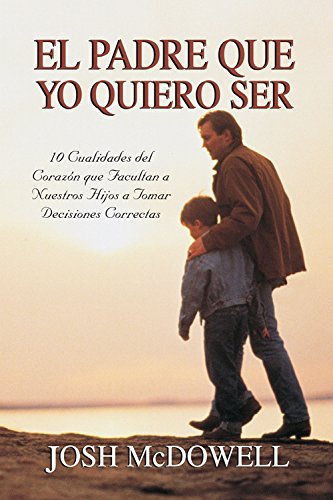 EL PADRE QUE
YO QUIERO SER
10 Cualidades del
Corazón que Facultan a
Nuestros Hijos a Tomar
Decisiones Correctas
JOSH McDOWELL